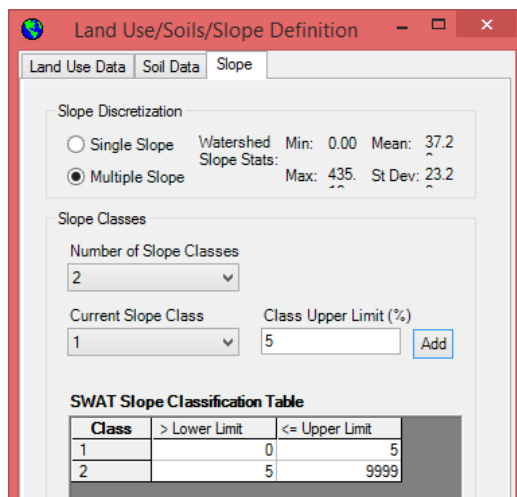 Land Use/Soils/Slope Definition
Land Use Data Soil Data Slope
Slope Discretization
Single Slope
Multiple Slope
Watershed Slope Stats:
Min: 0.00 Mean: 37.2
Max: 435. St Dev: 23.2
Slope Classes
Number of Slope Classes
2
Current Slope Class Class Upper Limit (%)
1 5 Add
SWAT Slope Classification Table
Class > Lower Limit <= Upper Limit
1 0 5
2 5 9999